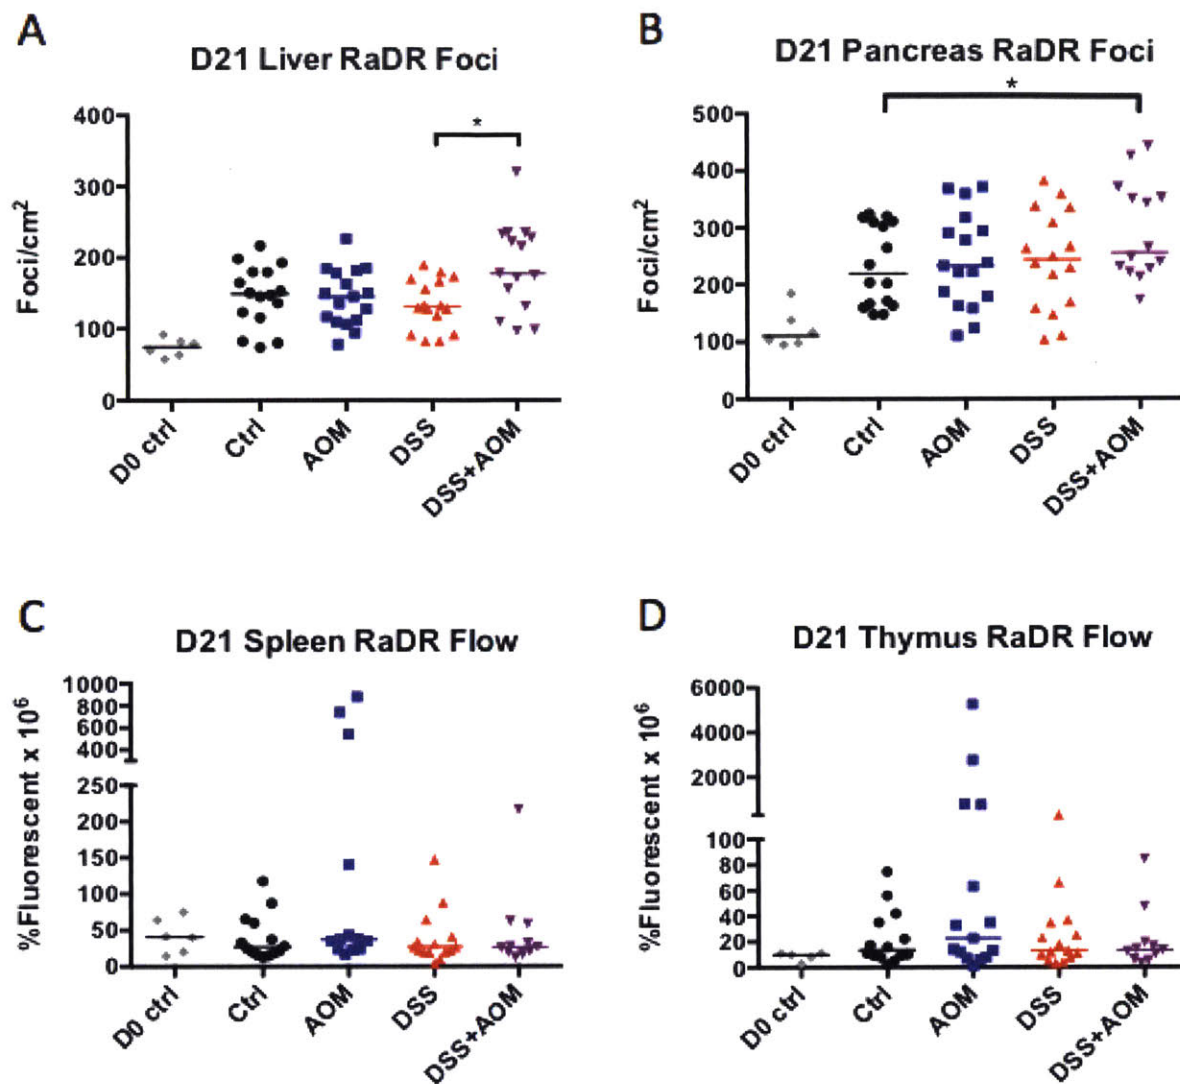 A
D21 Liver RaDR Foci
Foci/cm²
400
300
200
100
0
*
D0 ctrl
Ctrl
AOM
DSS
DSS+AOM
B
D21 Pancreas RaDR Foci
Foci/cm²
500
400
300
200
100
0
*
D0 ctrl
Ctrl
AOM
DSS
DSS+AOM
C
D21 Spleen RaDR Flow
%Fluorescent x 10⁶
1000
800
600
400
250
200
150
100
50
0
D0 ctrl
Ctrl
AOM
DSS
DSS+AOM
D
D21 Thymus RaDR Flow
%Fluorescent x 10⁶
6000
4000
2000
100
80
60
40
20
0
D0 ctrl
Ctrl
AOM
DSS
DSS+AOM